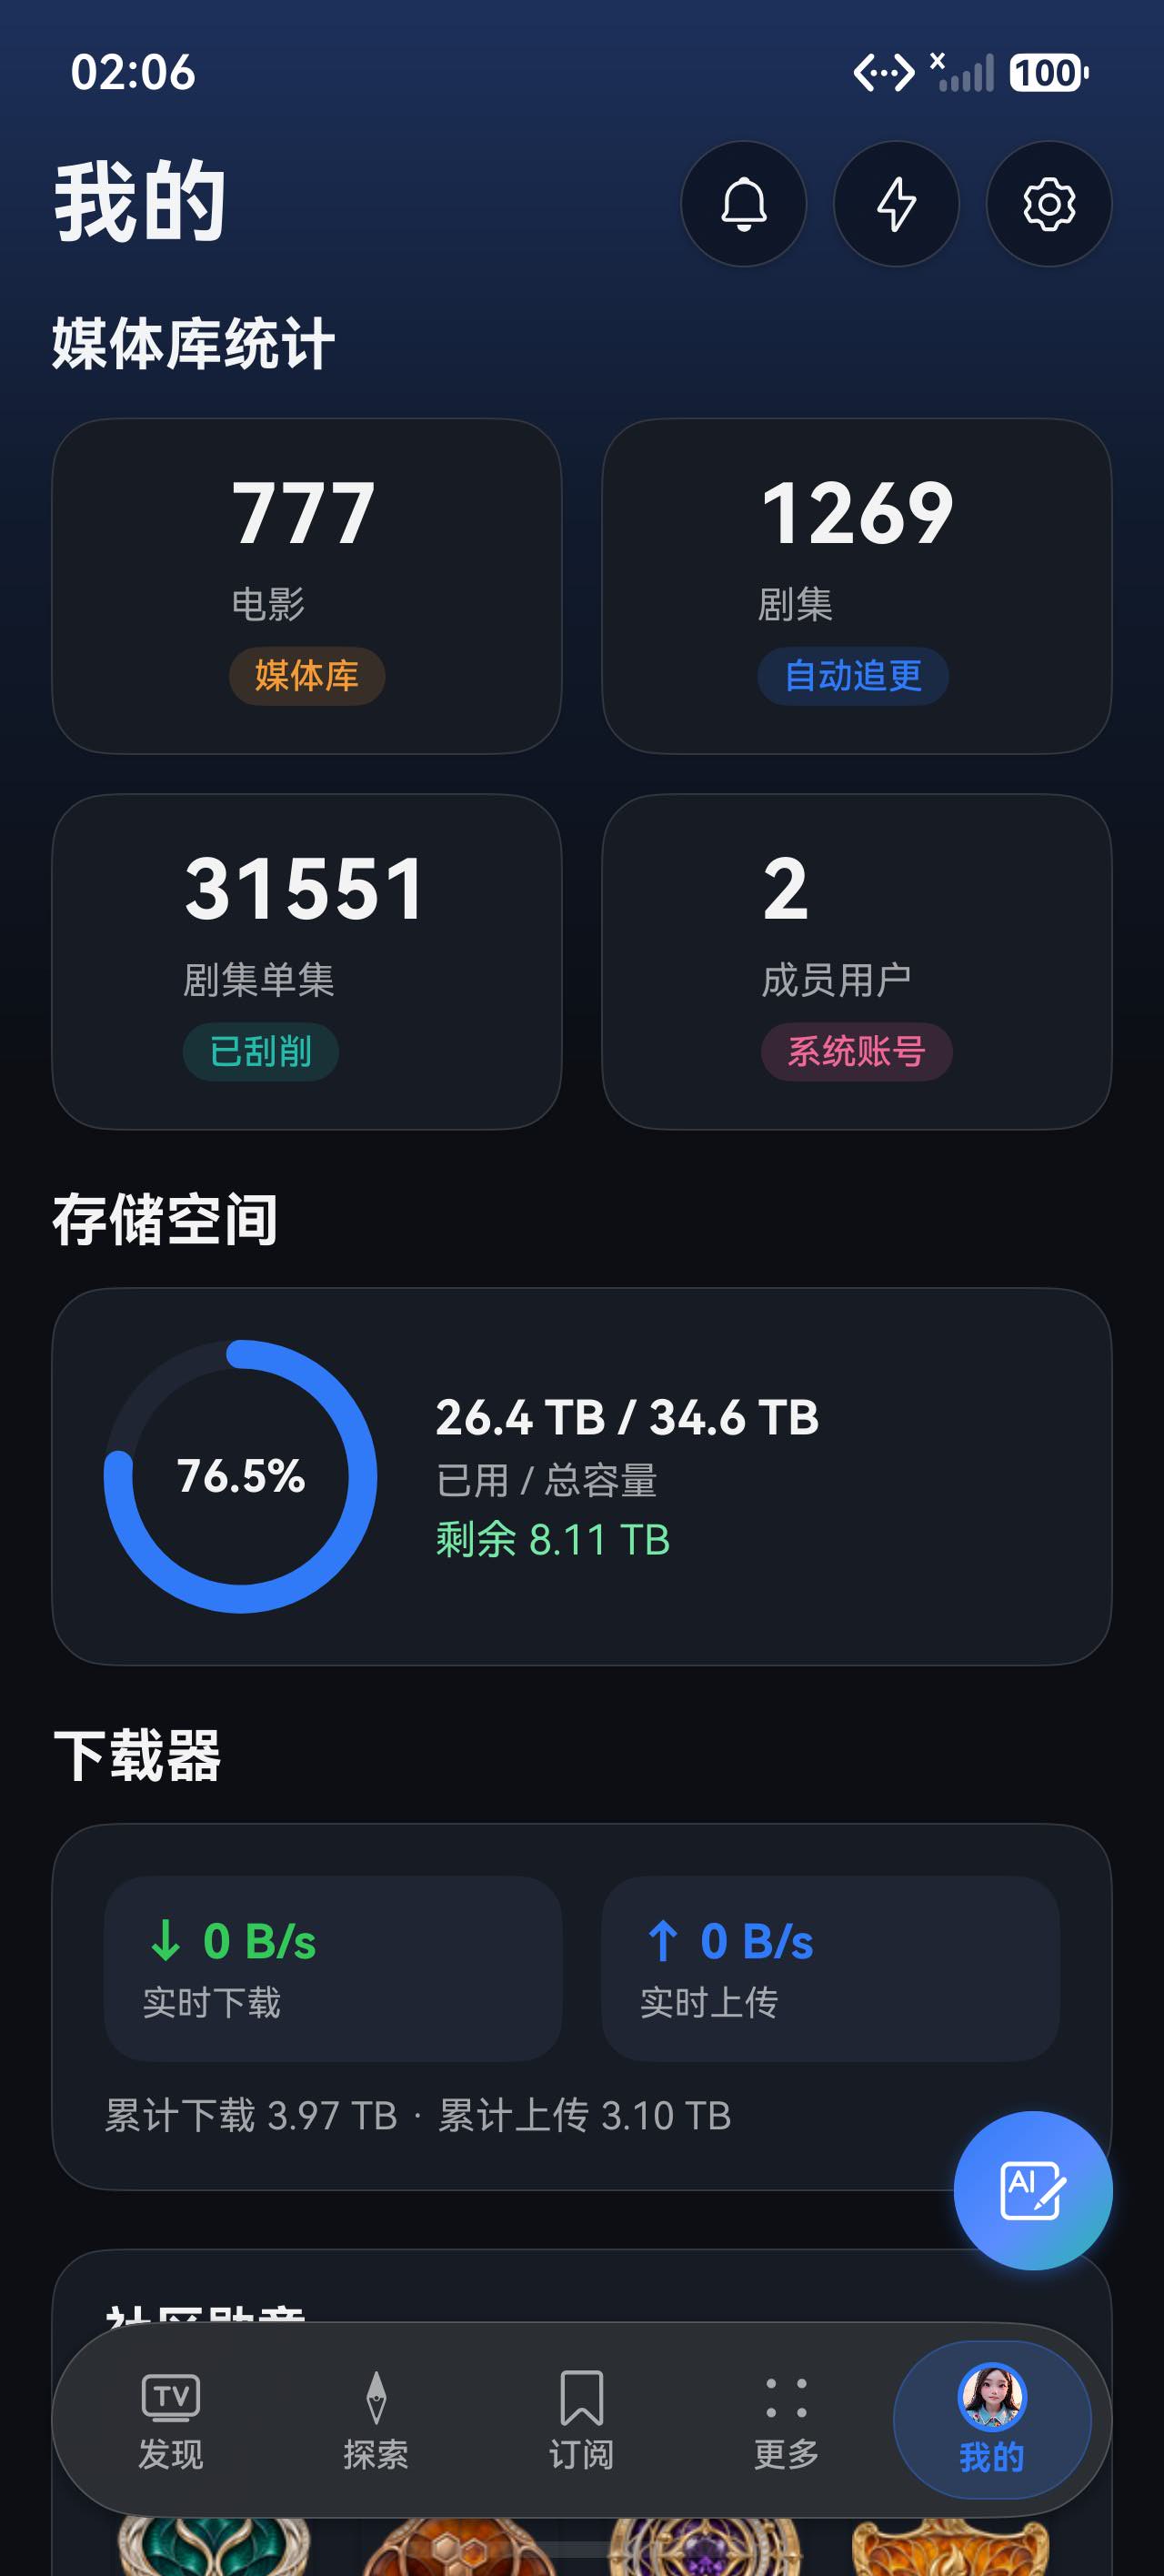 02:06
100
我的
媒体库统计
777
电影
媒体库
1269
剧集
自动追更
31551
剧集单集
已刮削
2
成员用户
系统账号
存储空间
76.5%
26.4 TB / 34.6 TB
已用 / 总容量
剩余 8.11 TB
下载器
↓ 0 B/s
实时下载
↑ 0 B/s
实时上传
累计下载 3.97 TB · 累计上传 3.10 TB
AI
TV
发现
探索
订阅
更多
我的